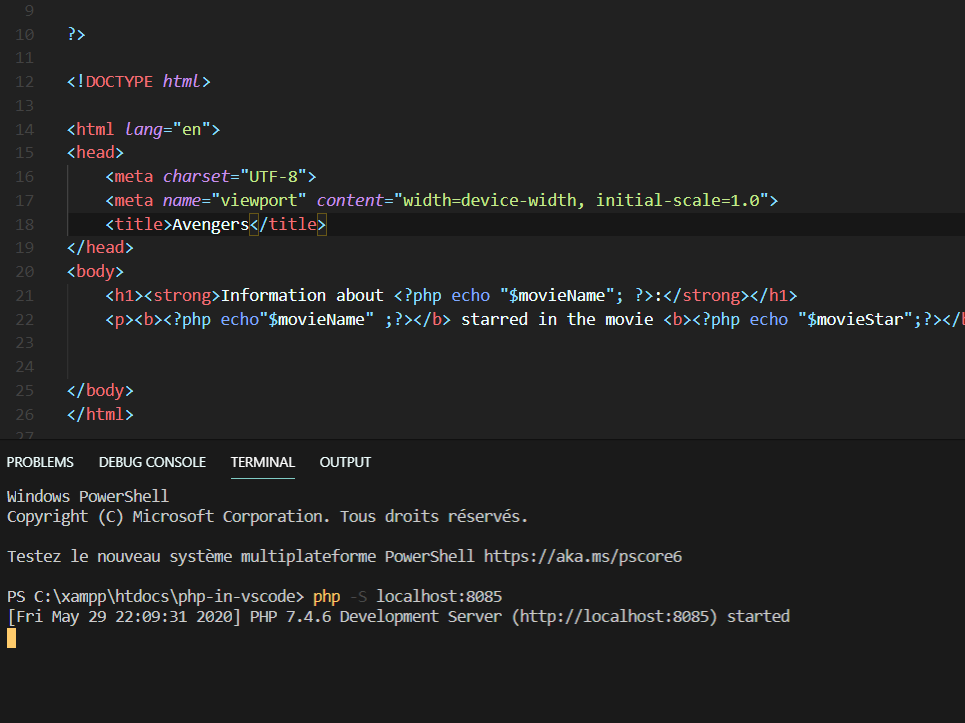 9
10 ?>
11
12 <!DOCTYPE html>
13
14 <html lang="en">
15 <head>
16 <meta charset="UTF-8">
17 <meta name="viewport" content="width=device-width, initial-scale=1.0">
18 <title>Avengers</title>
19 </head>
20 <body>
21 <h1><strong>Information about <?php echo "$movieName"; ?>:</strong></h1>
22 <p><b><?php echo"$movieName" ;?></b> starred in the movie <b><?php echo "$movieStar";?></b
23
24
25 </body>
26 </html>
27
PROBLEMS DEBUG CONSOLE TERMINAL OUTPUT
Windows PowerShell
Copyright (C) Microsoft Corporation. Tous droits réservés.
Testez le nouveau système multiplateforme PowerShell https://aka.ms/pscore6
PS C:\xampp\htdocs\php-in-vscode> php -S localhost:8085
[Fri May 29 22:09:31 2020] PHP 7.4.6 Development Server (http://localhost:8085) started